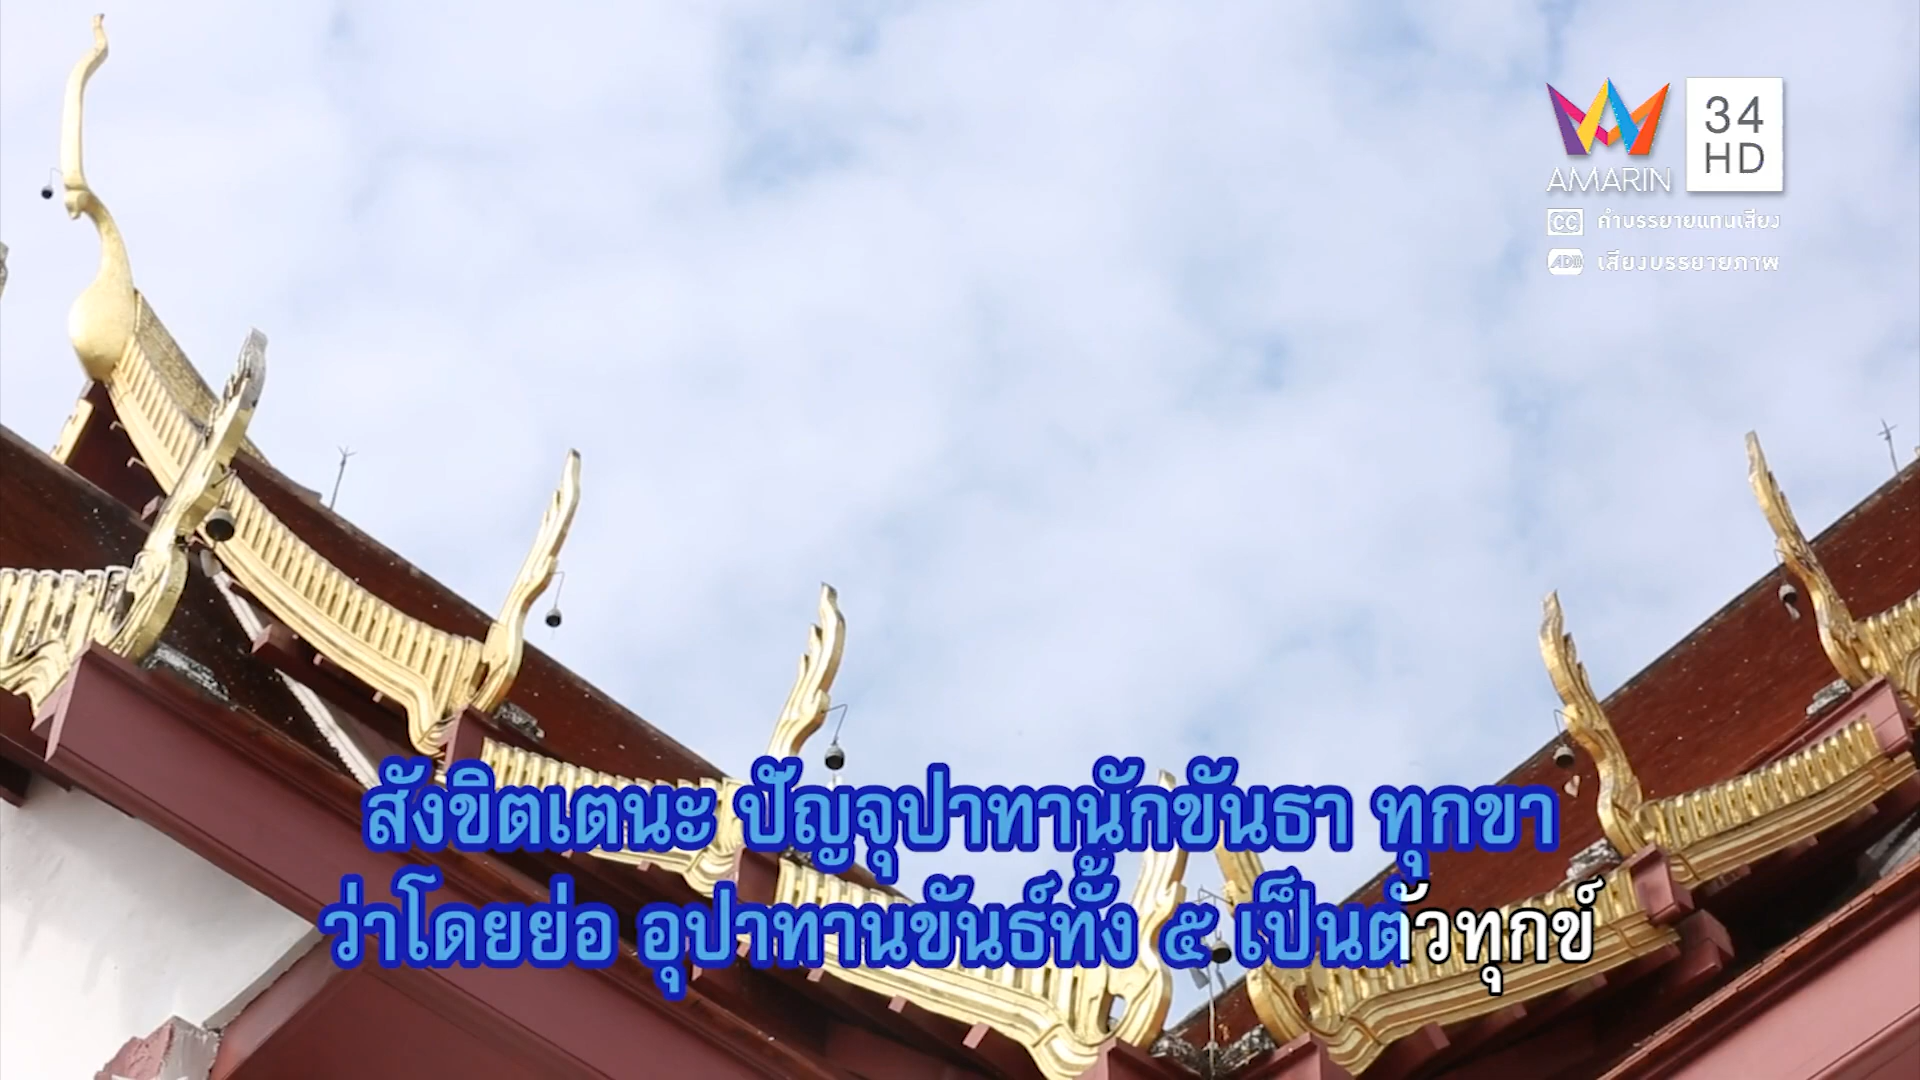 AMARIN
34
HD
CC คำบรรยายแทนเสียง
AD เสียงบรรยายภาพ
สังขิตเตนะ ปัญจุปาทานักขันธา ทุกขา
ว่าโดยย่อ อุปาทานขันธ์ทั้ง ๕ เป็นตัวทุกข์